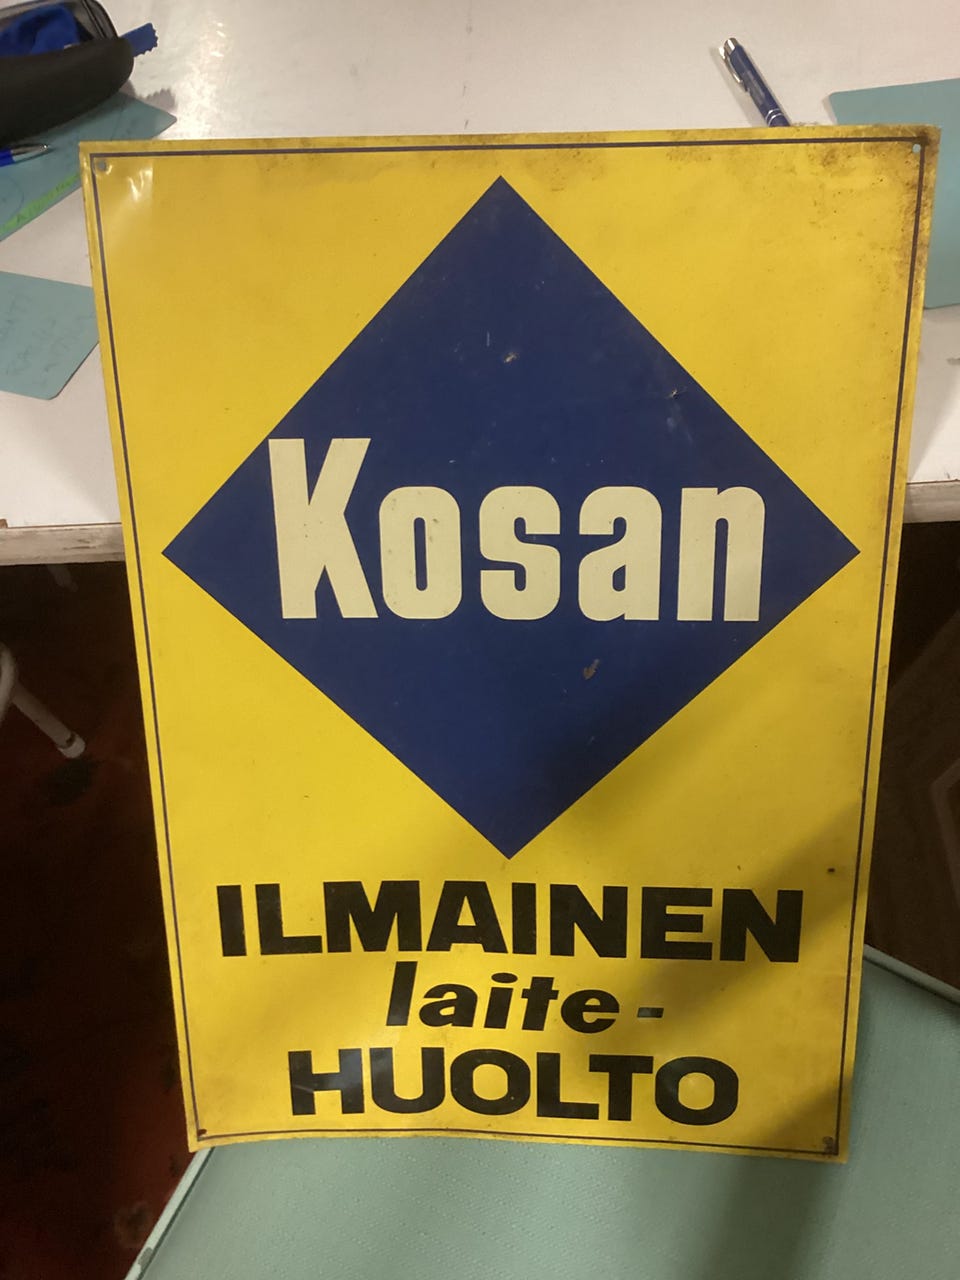 Kosan
ILMAINEN
laite-
HUOLTO